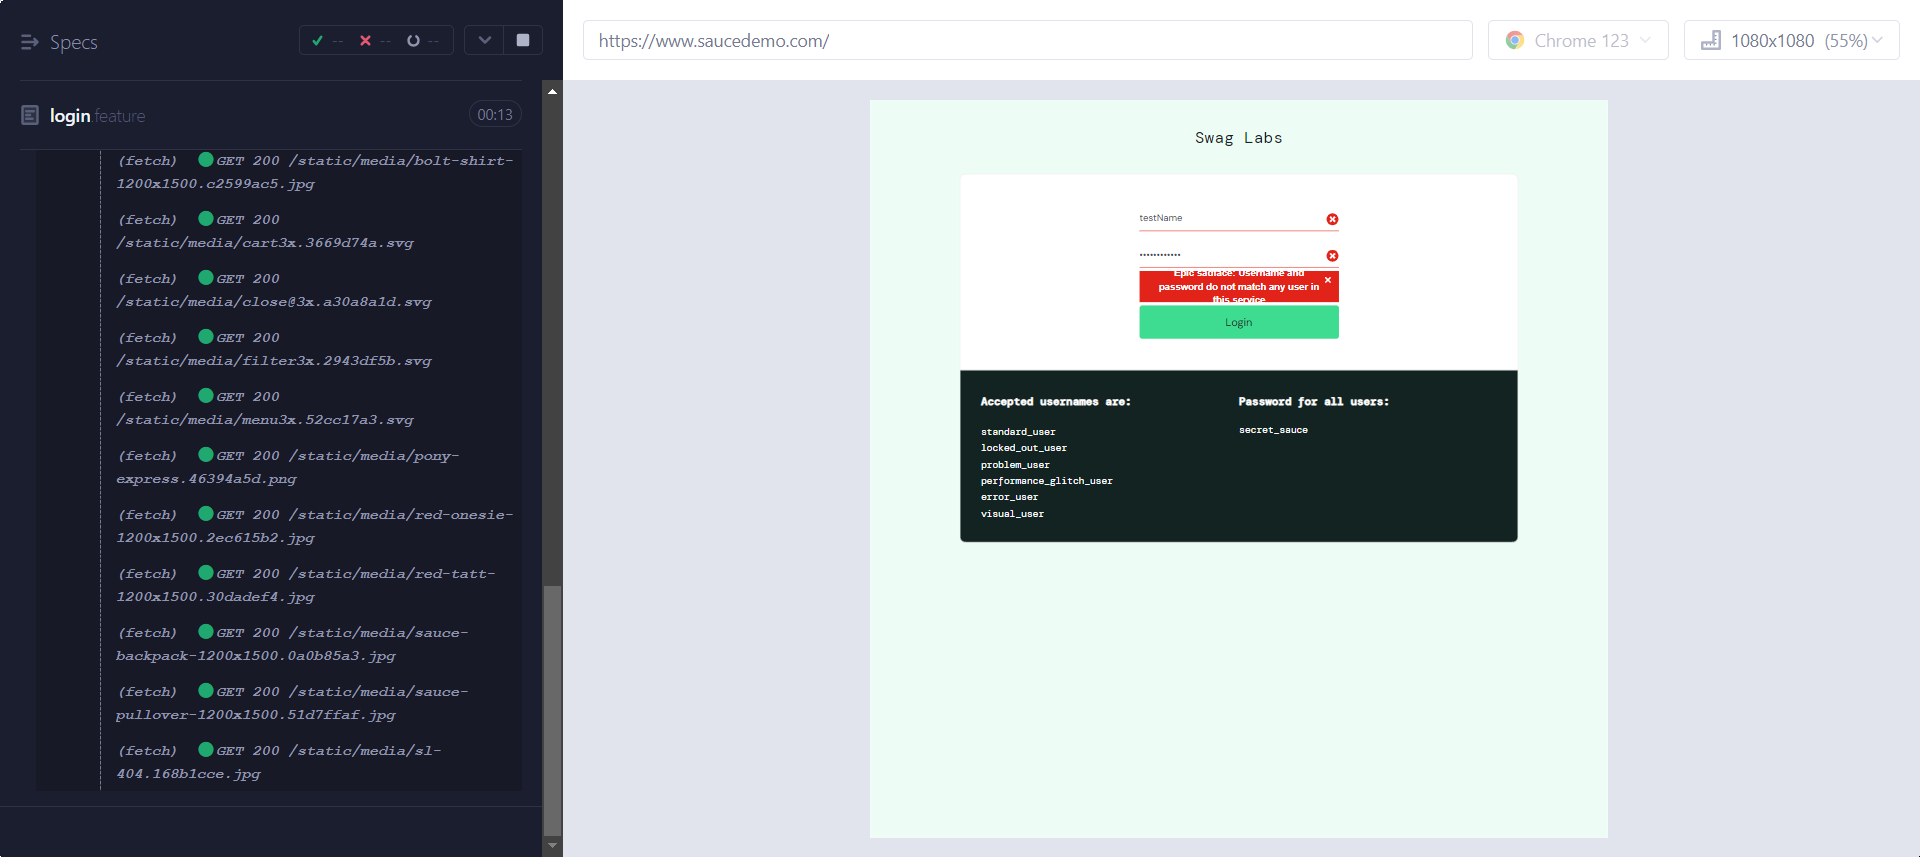 Specs
--
--
--
https://www.saucedemo.com/
Chrome 123
1080x1080 (55%)
login.feature
00:13
(fetch) GET 200 /static/media/bolt-shirt-
1200x1500.c2599ac5.jpg
(fetch) GET 200
/static/media/cart3x.3669d74a.svg
(fetch) GET 200
/static/media/close@3x.a30a8a1d.svg
(fetch) GET 200
/static/media/filter3x.2943df5b.svg
(fetch) GET 200
/static/media/menu3x.52cc17a3.svg
(fetch) GET 200 /static/media/pony-
express.46394a5d.png
(fetch) GET 200 /static/media/red-onesie-
1200x1500.2ec615b2.jpg
(fetch) GET 200 /static/media/red-tatt-
1200x1500.30dadef4.jpg
(fetch) GET 200 /static/media/sauce-
backpack-1200x1500.0a0b85a3.jpg
(fetch) GET 200 /static/media/sauce-
pullover-1200x1500.51d7ffaf.jpg
(fetch) GET 200 /static/media/sl-
404.168b1cce.jpg
Swag Labs
testName
Epic sadface: Username and
password do not match any user in
this service
Login
Accepted usernames are:
standard_user
locked_out_user
problem_user
performance_glitch_user
error_user
visual_user
Password for all users:
secret_sauce